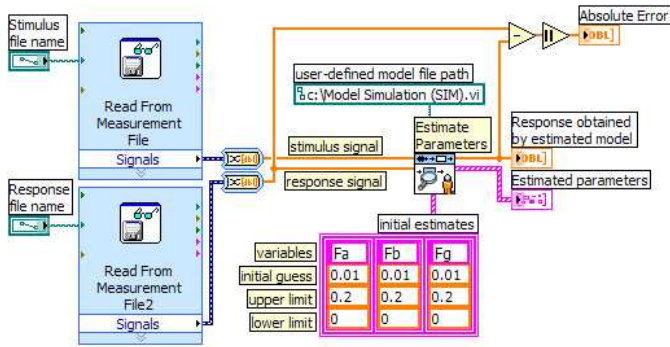 Stimulus
file name
Read From
Measurement
File
Signals
Response
file name
Read From
Measurement
File2
Signals
stimulus signal
response signal
user-defined model file path
c:\Model Simulation (SIM).vi
Estimate
Parameters
Absolute Error
DBL
Response obtained
by estimated model
DBL
Estimated parameters
initial estimates
variables Fa Fb Fg
initial guess 0.01 0.01 0.01
upper limit 0.2 0.2 0.2
lower limit 0 0 0